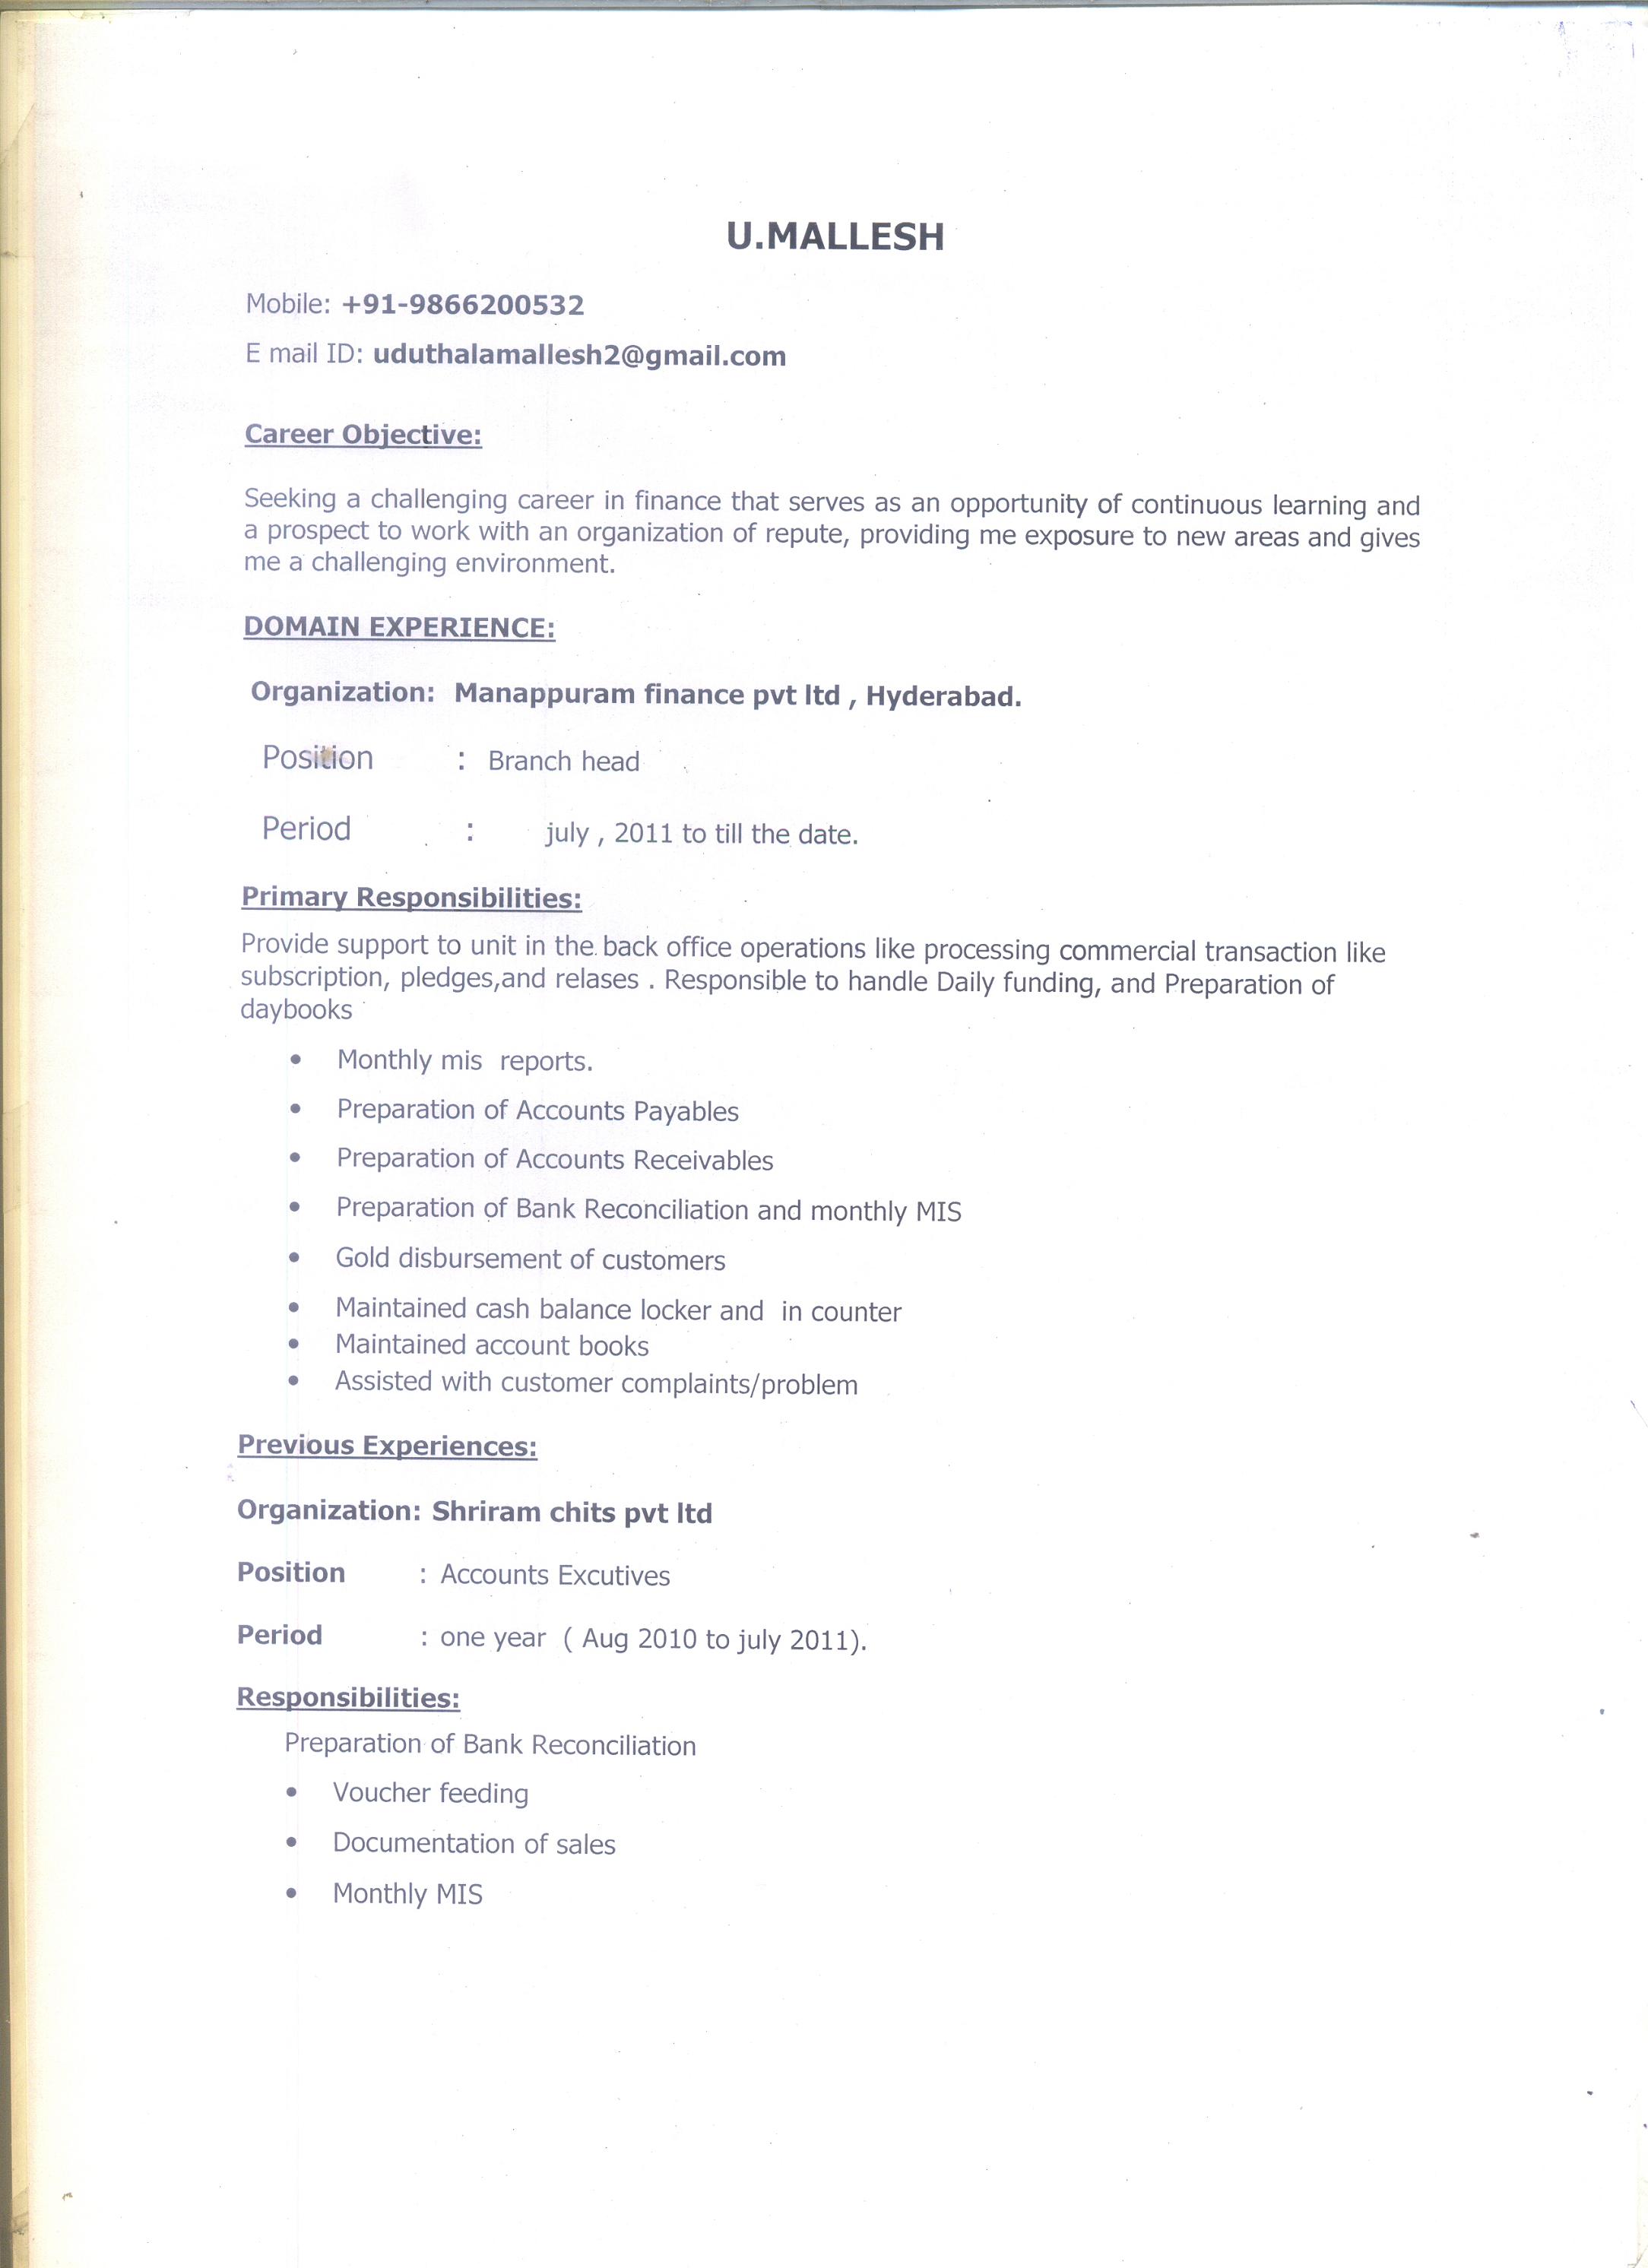 U.MALLESH
Mobile: +91-9866200532
E mail ID: uduthalamallesh2@gmail.com
Career Objective:
Seeking a challenging career in finance that serves as an opportunity of continuous learning and
a prospect to work with an organization of repute, providing me exposure to new areas and gives
me a challenging environment.
DOMAIN EXPERIENCE:
Organization: Manappuram finance pvt ltd , Hyderabad.
Position : Branch head
Period : july , 2011 to till the date.
Primary Responsibilities:
Provide support to unit in the back office operations like processing commercial transaction like
subscription, pledges,and relases . Responsible to handle Daily funding, and Preparation of
daybooks
• Monthly mis reports.
• Preparation of Accounts Payables
• Preparation of Accounts Receivables
• Preparation of Bank Reconciliation and monthly MIS
• Gold disbursement of customers
• Maintained cash balance locker and in counter
• Maintained account books
• Assisted with customer complaints/problem
Previous Experiences:
Organization: Shriram chits pvt ltd
Position : Accounts Excutives
Period : one year ( Aug 2010 to july 2011).
Responsibilities:
Preparation of Bank Reconciliation
• Voucher feeding
• Documentation of sales
• Monthly MIS